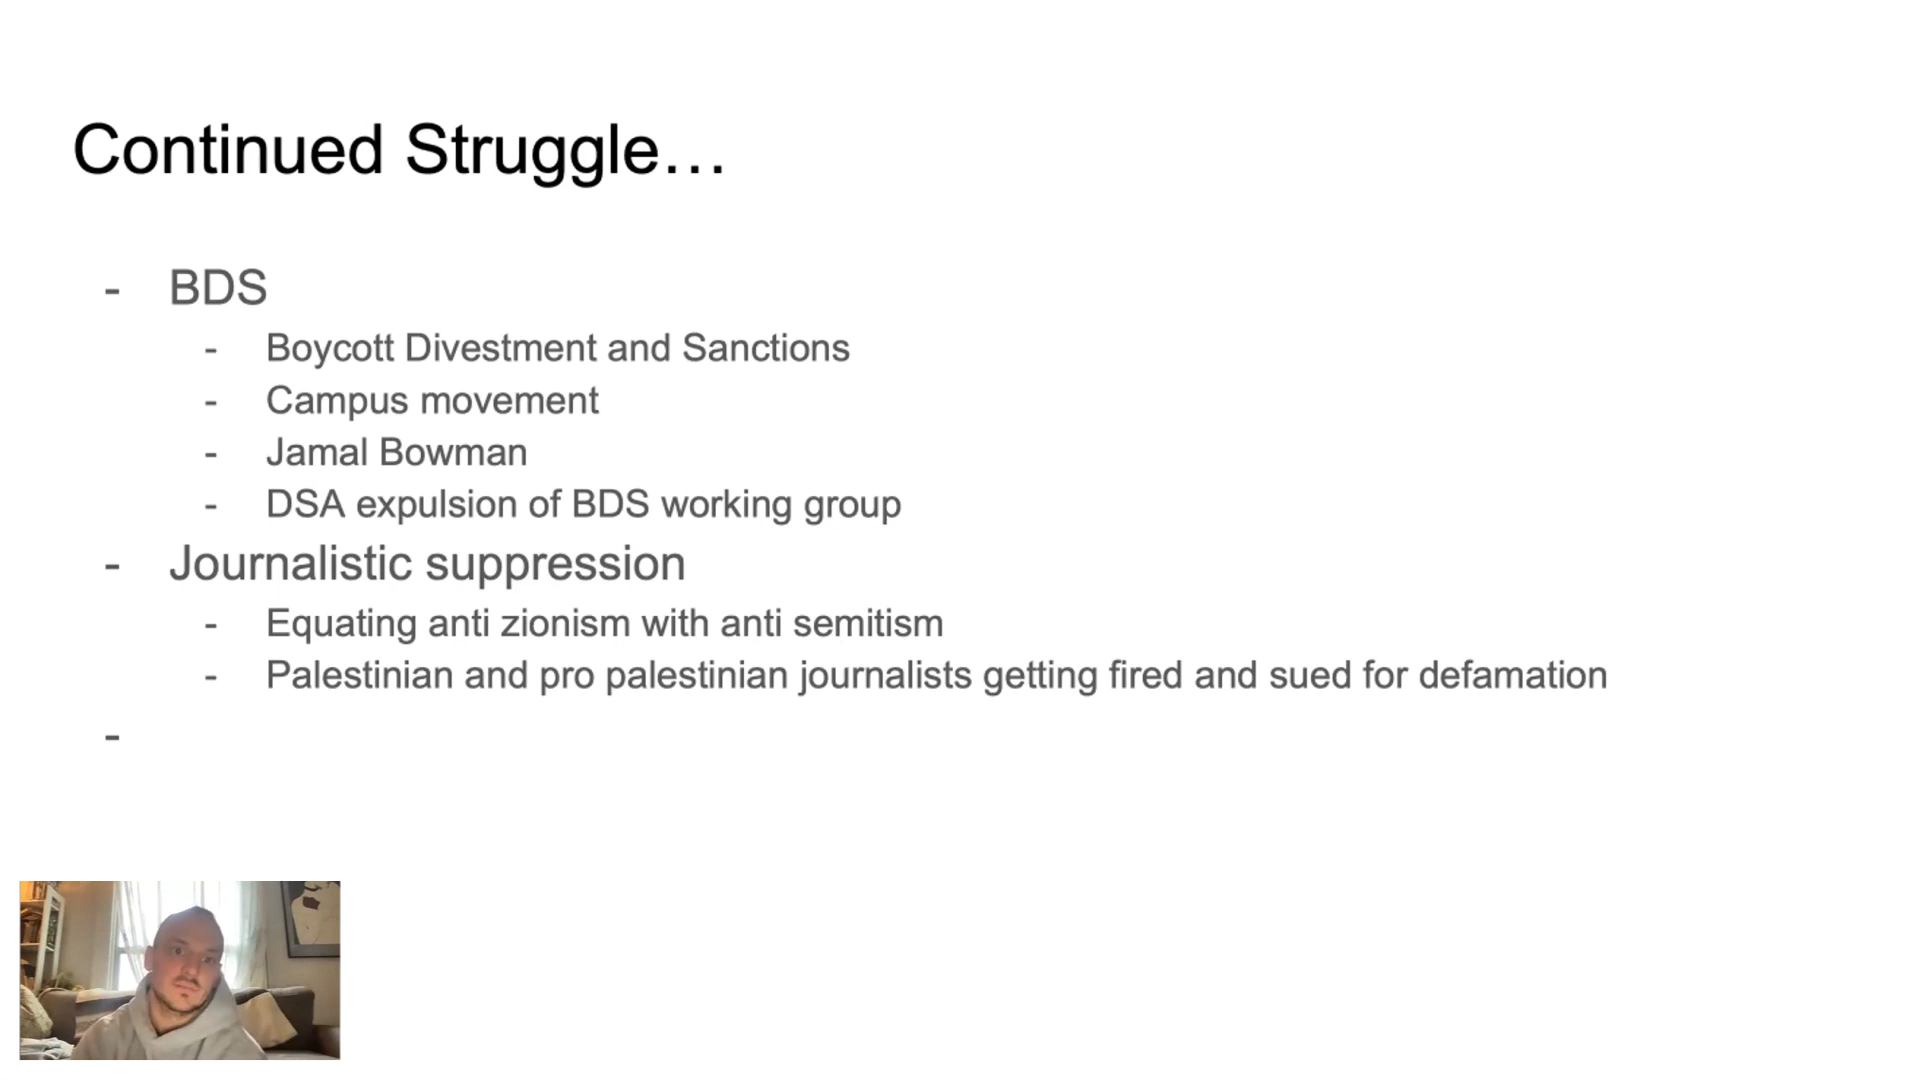 Continued Struggle…
- BDS
- Boycott Divestment and Sanctions
- Campus movement
- Jamal Bowman
- DSA expulsion of BDS working group
- Journalistic suppression
- Equating anti zionism with anti semitism
- Palestinian and pro palestinian journalists getting fired and sued for defamation
-